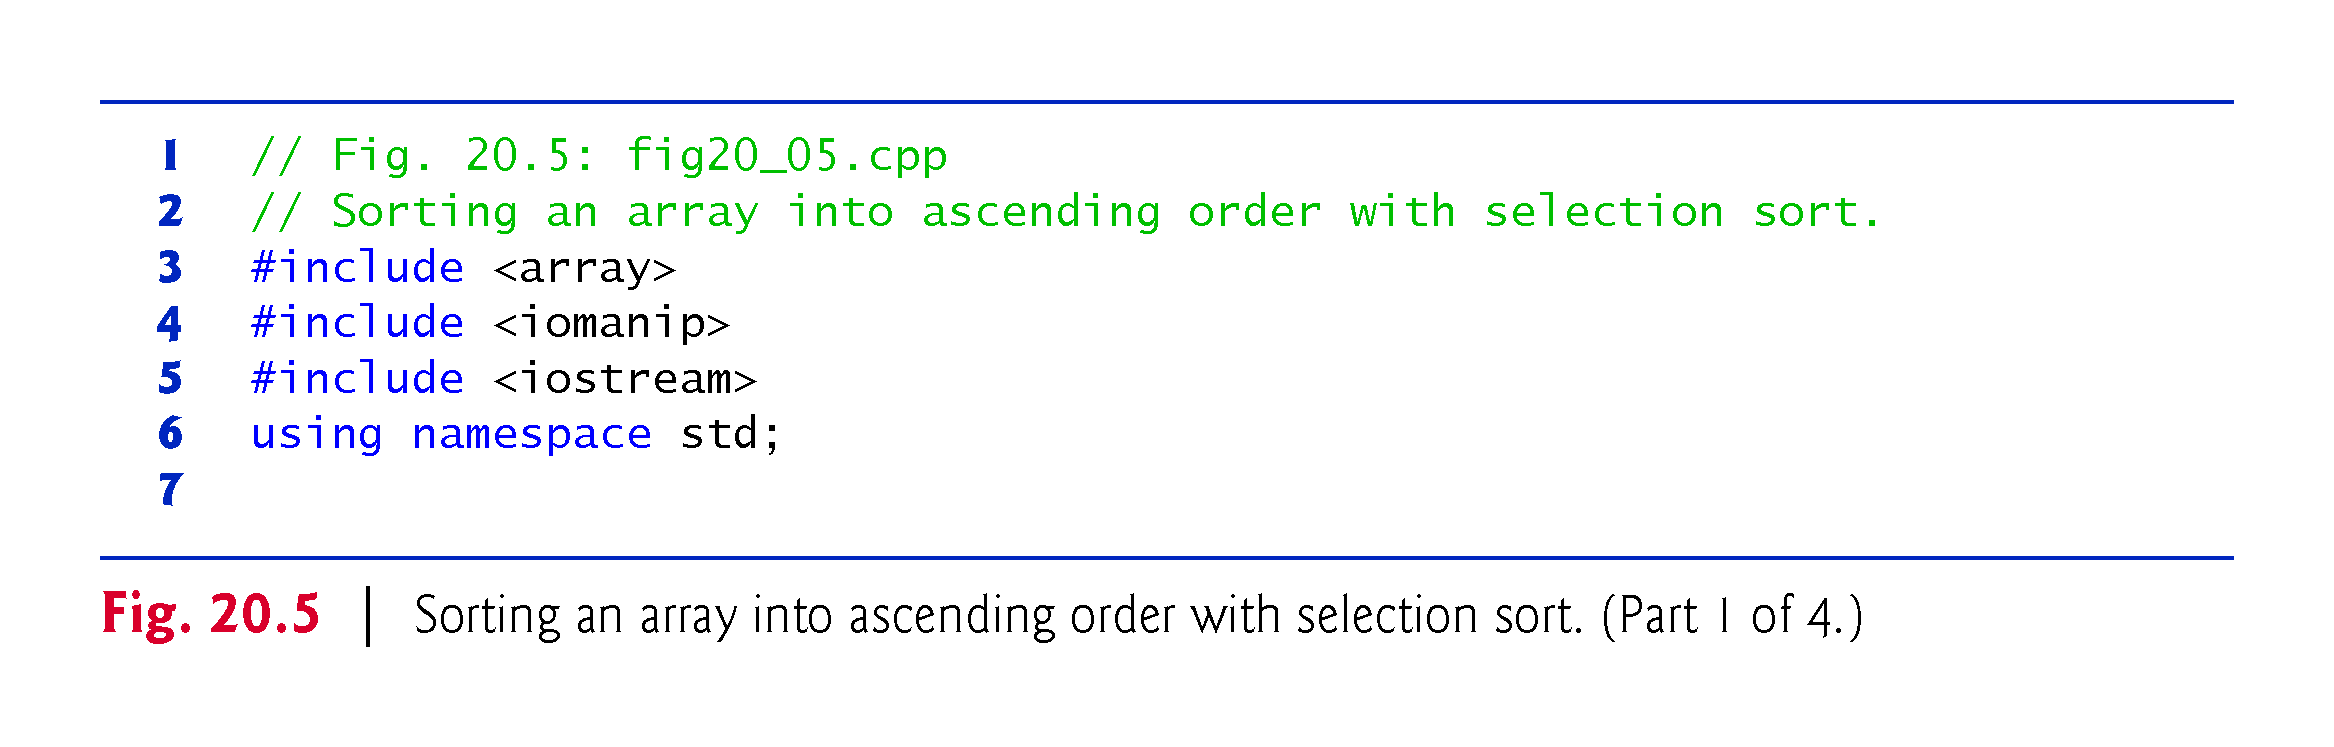 1 // Fig. 20.5: fig20_05.cpp
2 // Sorting an array into ascending order with selection sort.
3 #include <array>
4 #include <iomanip>
5 #include <iostream>
6 using namespace std;
7
Fig. 20.5 | Sorting an array into ascending order with selection sort. (Part 1 of 4.)